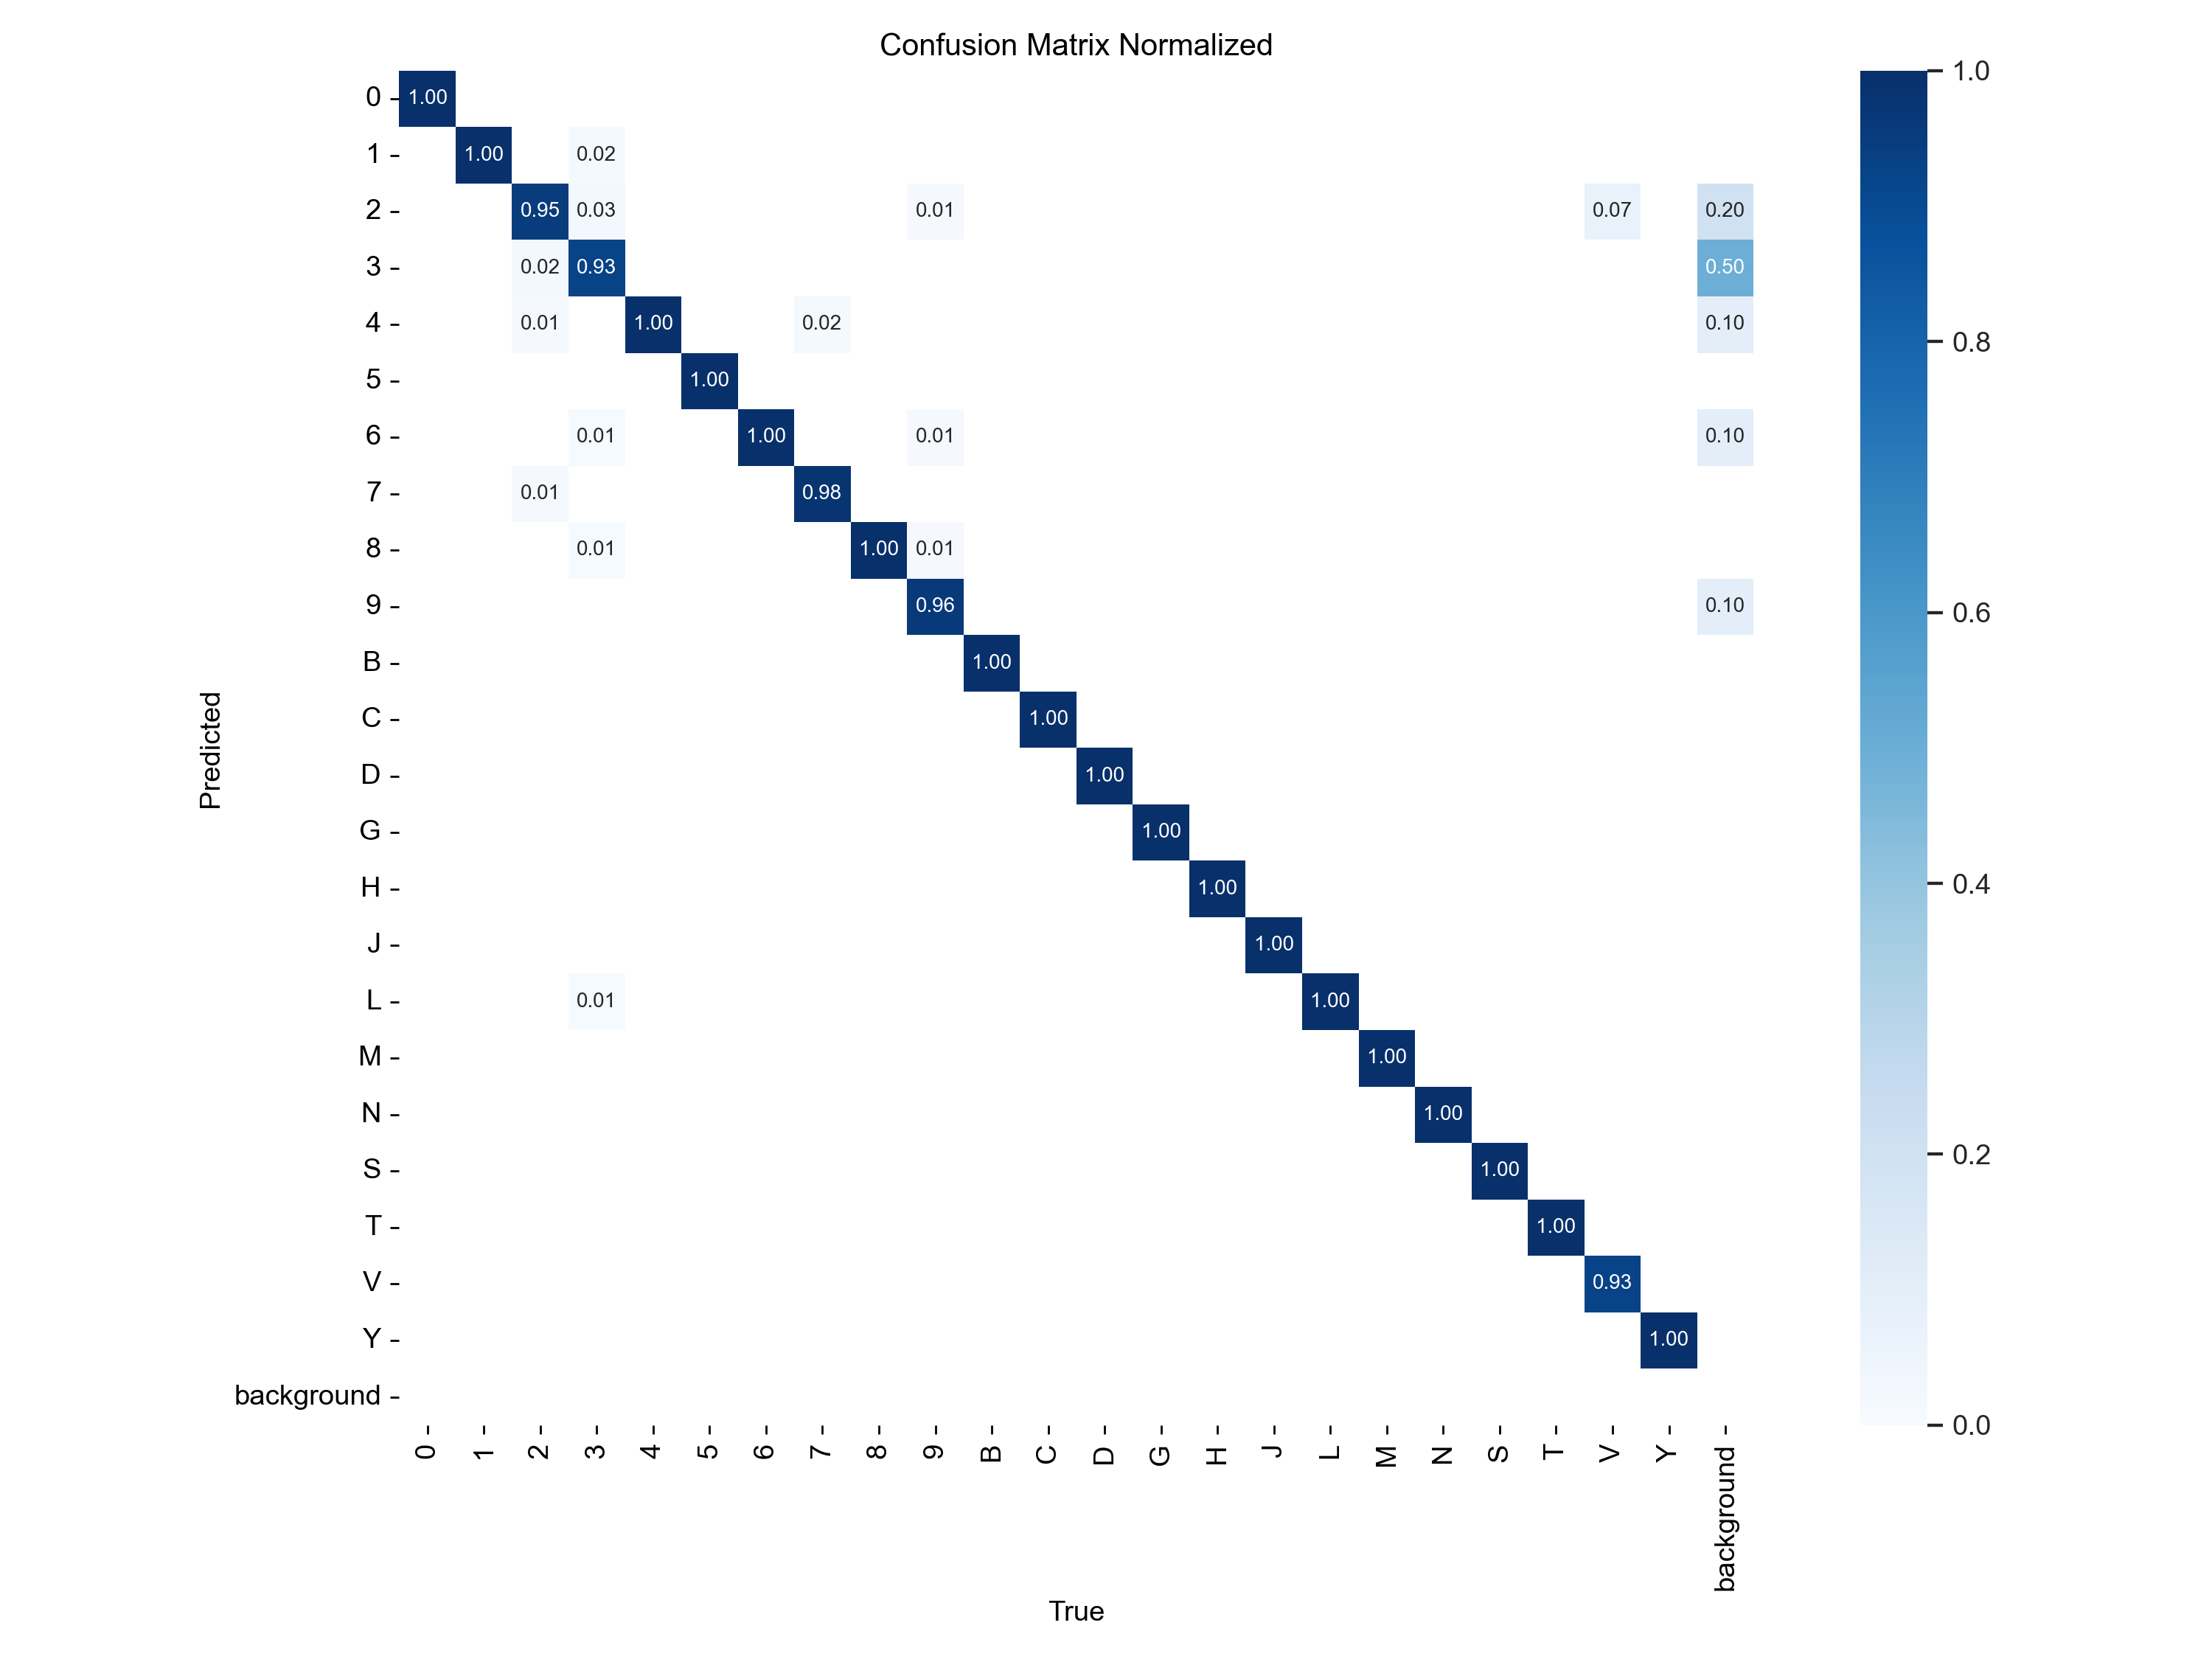 Confusion Matrix Normalized
0 1.00 1.0
1 1.00 0.02
2 0.95 0.03 0.01 0.07 0.20
3 0.02 0.93 0.50
4 0.01 1.00 0.02 0.10 0.8
5 1.00
6 0.01 1.00 0.01 0.10
7 0.01 0.98
8 0.01 1.00 0.01
9 0.96 0.10 0.6
B 1.00
C 1.00
D 1.00
G 1.00
H 1.00 0.4
J 1.00
L 0.01 1.00
M 1.00
N 1.00
S 1.00 0.2
T 1.00
V 0.93
Y 1.00
background 0.0
Predicted
0 1 2 3 4 5 6 7 8 9 B C D G H J L M N S T V Y background
True